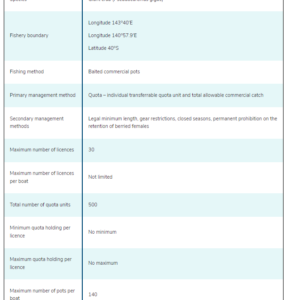 Fishery boundary
Longitude 143°40'E
Longitude 140°57.9'E
Latitude 40°S
Fishing method
Baited commercial pots
Primary management method
Quota – individual transferrable quota unit and total allowable commercial catch
Secondary management
methods
Legal minimum length, gear restrictions, closed seasons, permanent prohibition on the
retention of berried females
Maximum number of licences
30
Maximum number of licences
per boat
Not limited
Total number of quota units
500
Minimum quota holding per
licence
No minimum
Maximum quota holding per
licence
No maximum
Maximum number of pots per
boat
140